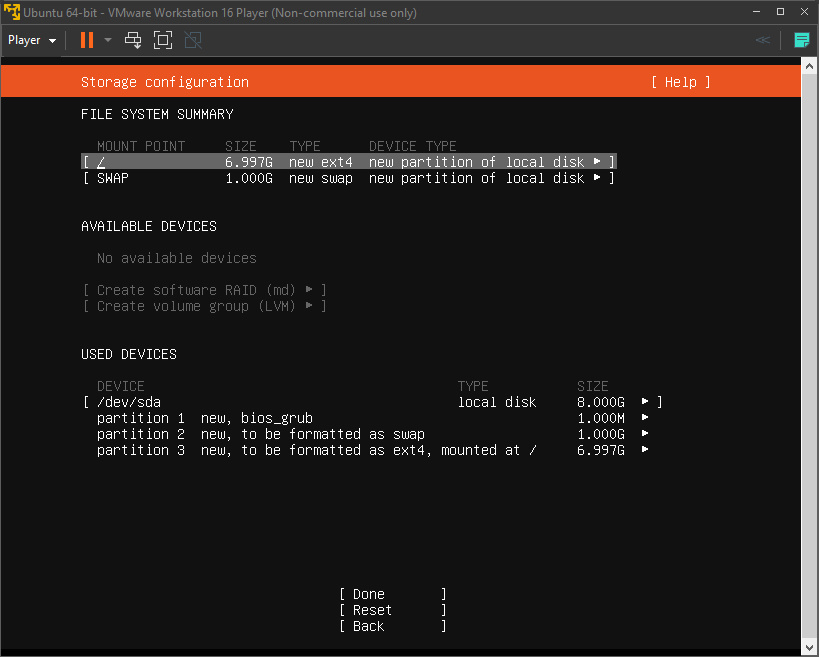 Ubuntu 64-bit - VMware Workstation 16 Player (Non-commercial use only)
Player
Storage configuration [ Help ]
FILE SYSTEM SUMMARY
MOUNT POINT SIZE TYPE DEVICE TYPE
[ / 6.997G new ext4 new partition of local disk ▸ ]
[ SWAP 1.000G new swap new partition of local disk ▸ ]
AVAILABLE DEVICES
No available devices
[ Create software RAID (md) ▸ ]
[ Create volume group (LVM) ▸ ]
USED DEVICES
DEVICE TYPE SIZE
[ /dev/sda local disk 8.000G ▸ ]
partition 1 new, bios_grub 1.000M ▸
partition 2 new, to be formatted as swap 1.000G ▸
partition 3 new, to be formatted as ext4, mounted at / 6.997G ▸
[ Done ]
[ Reset ]
[ Back ]